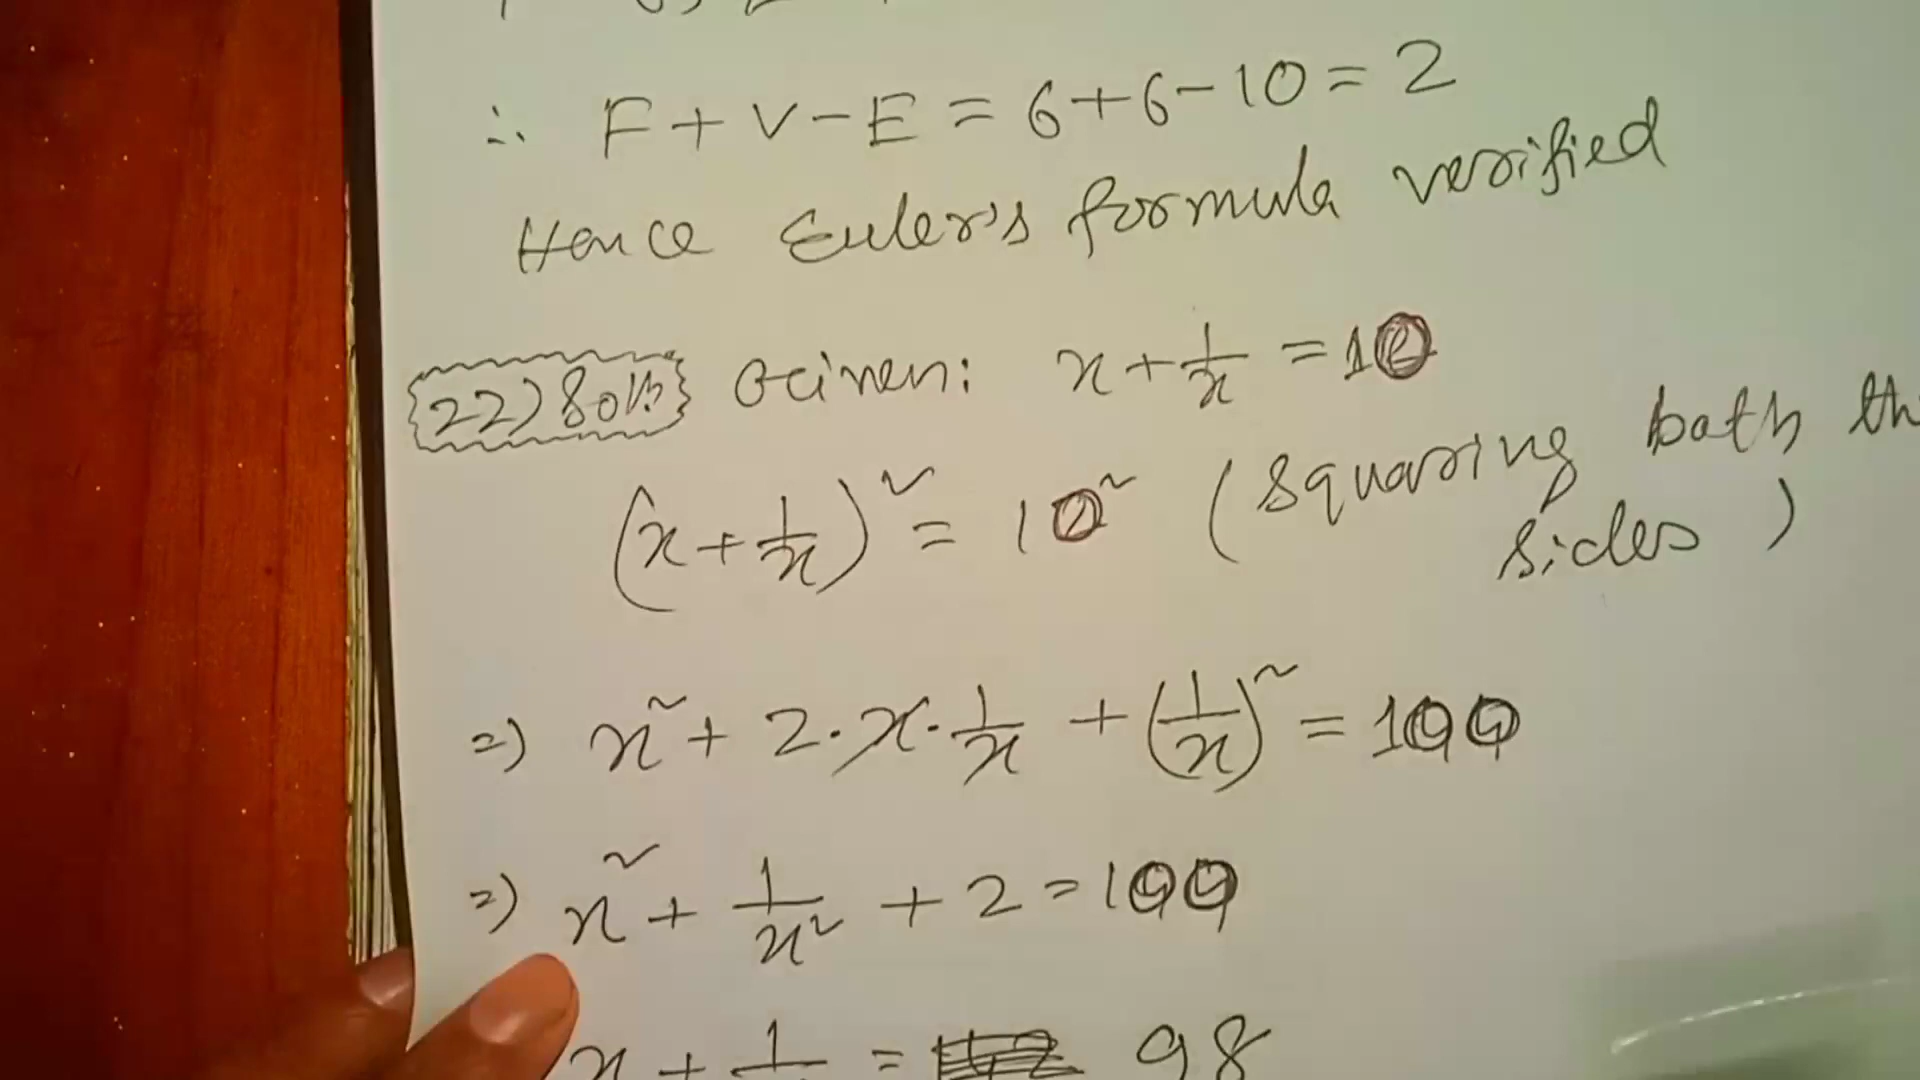 ∴ F + V - E = 6 + 6 - 10 = 2
Hence Euler's formula verified
22) Soln Given: x + 1/x = 10
(x + 1/x)² = 10² (squaring both
sides)
=) x² + 2·x·1/x + (1/x)² = 100
=) x² + 1/x² + 2 = 100
x + 1/ = 98